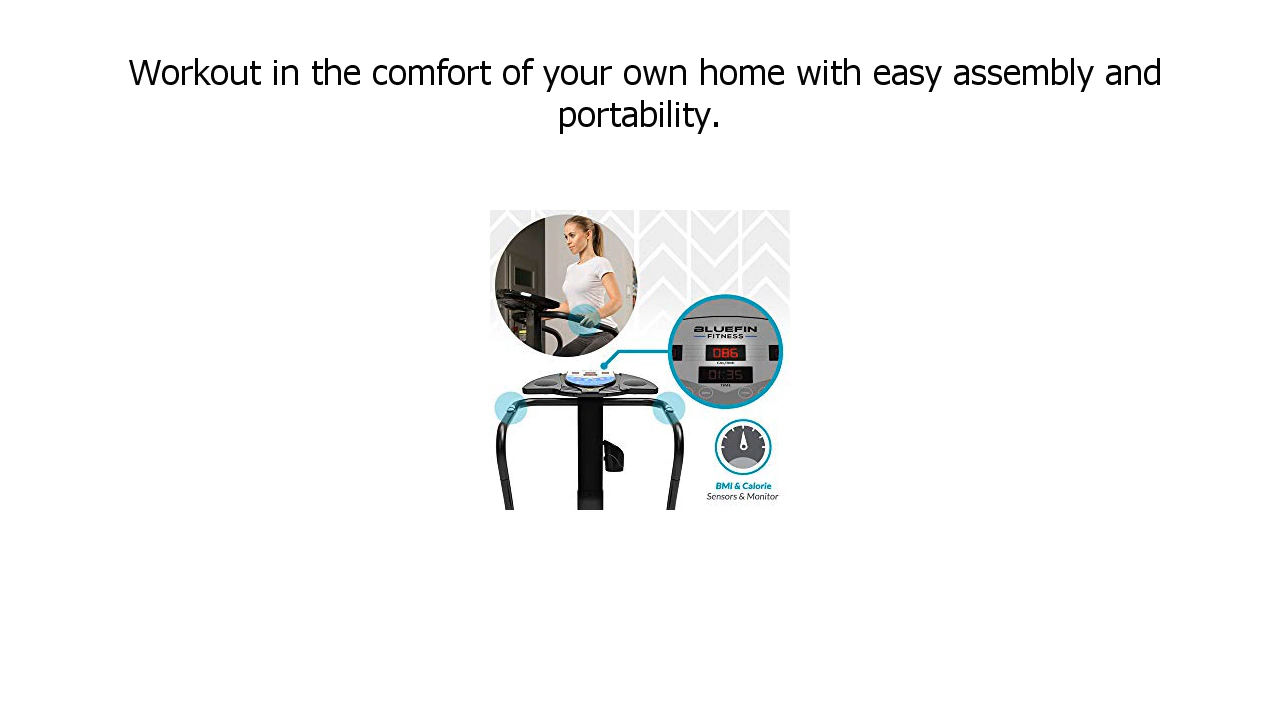 Workout in the comfort of your own home with easy assembly and
portability.
BLUEFIN
FITNESS
086
01:35
TIME
BMI & Calorie
Sensors & Monitor